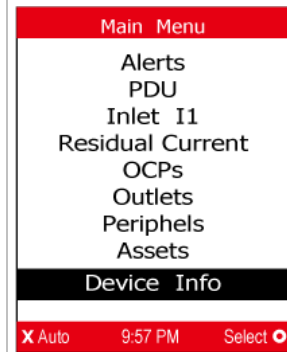 Main Menu
Alerts
PDU
Inlet I1
Residual Current
OCPs
Outlets
Periphels
Assets
Device Info
X Auto 9:57 PM Select O